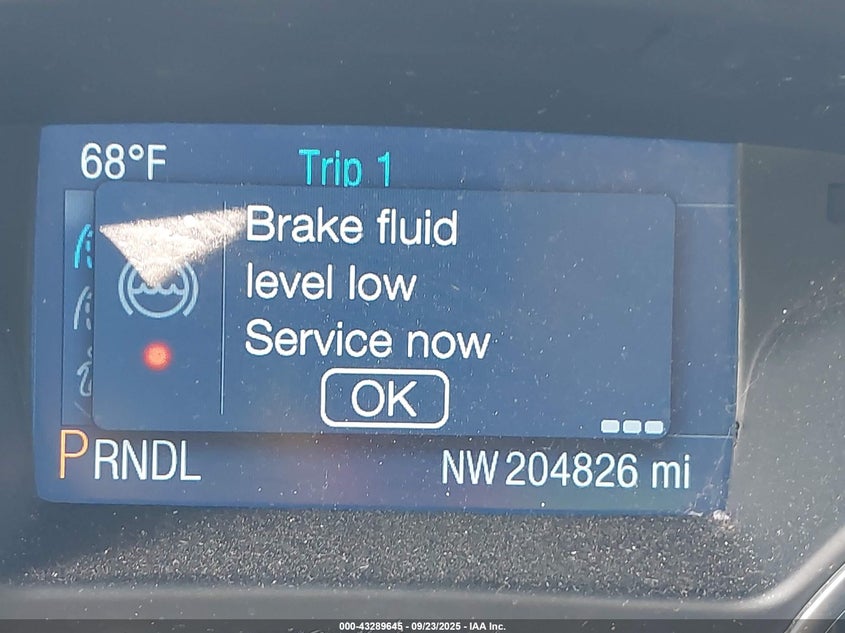 68°F
Trip 1
Brake fluid
level low
Service now
OK
PRNDL
NW 204826 mi
000-43289645 - 09/23/2025 - IAA Inc.